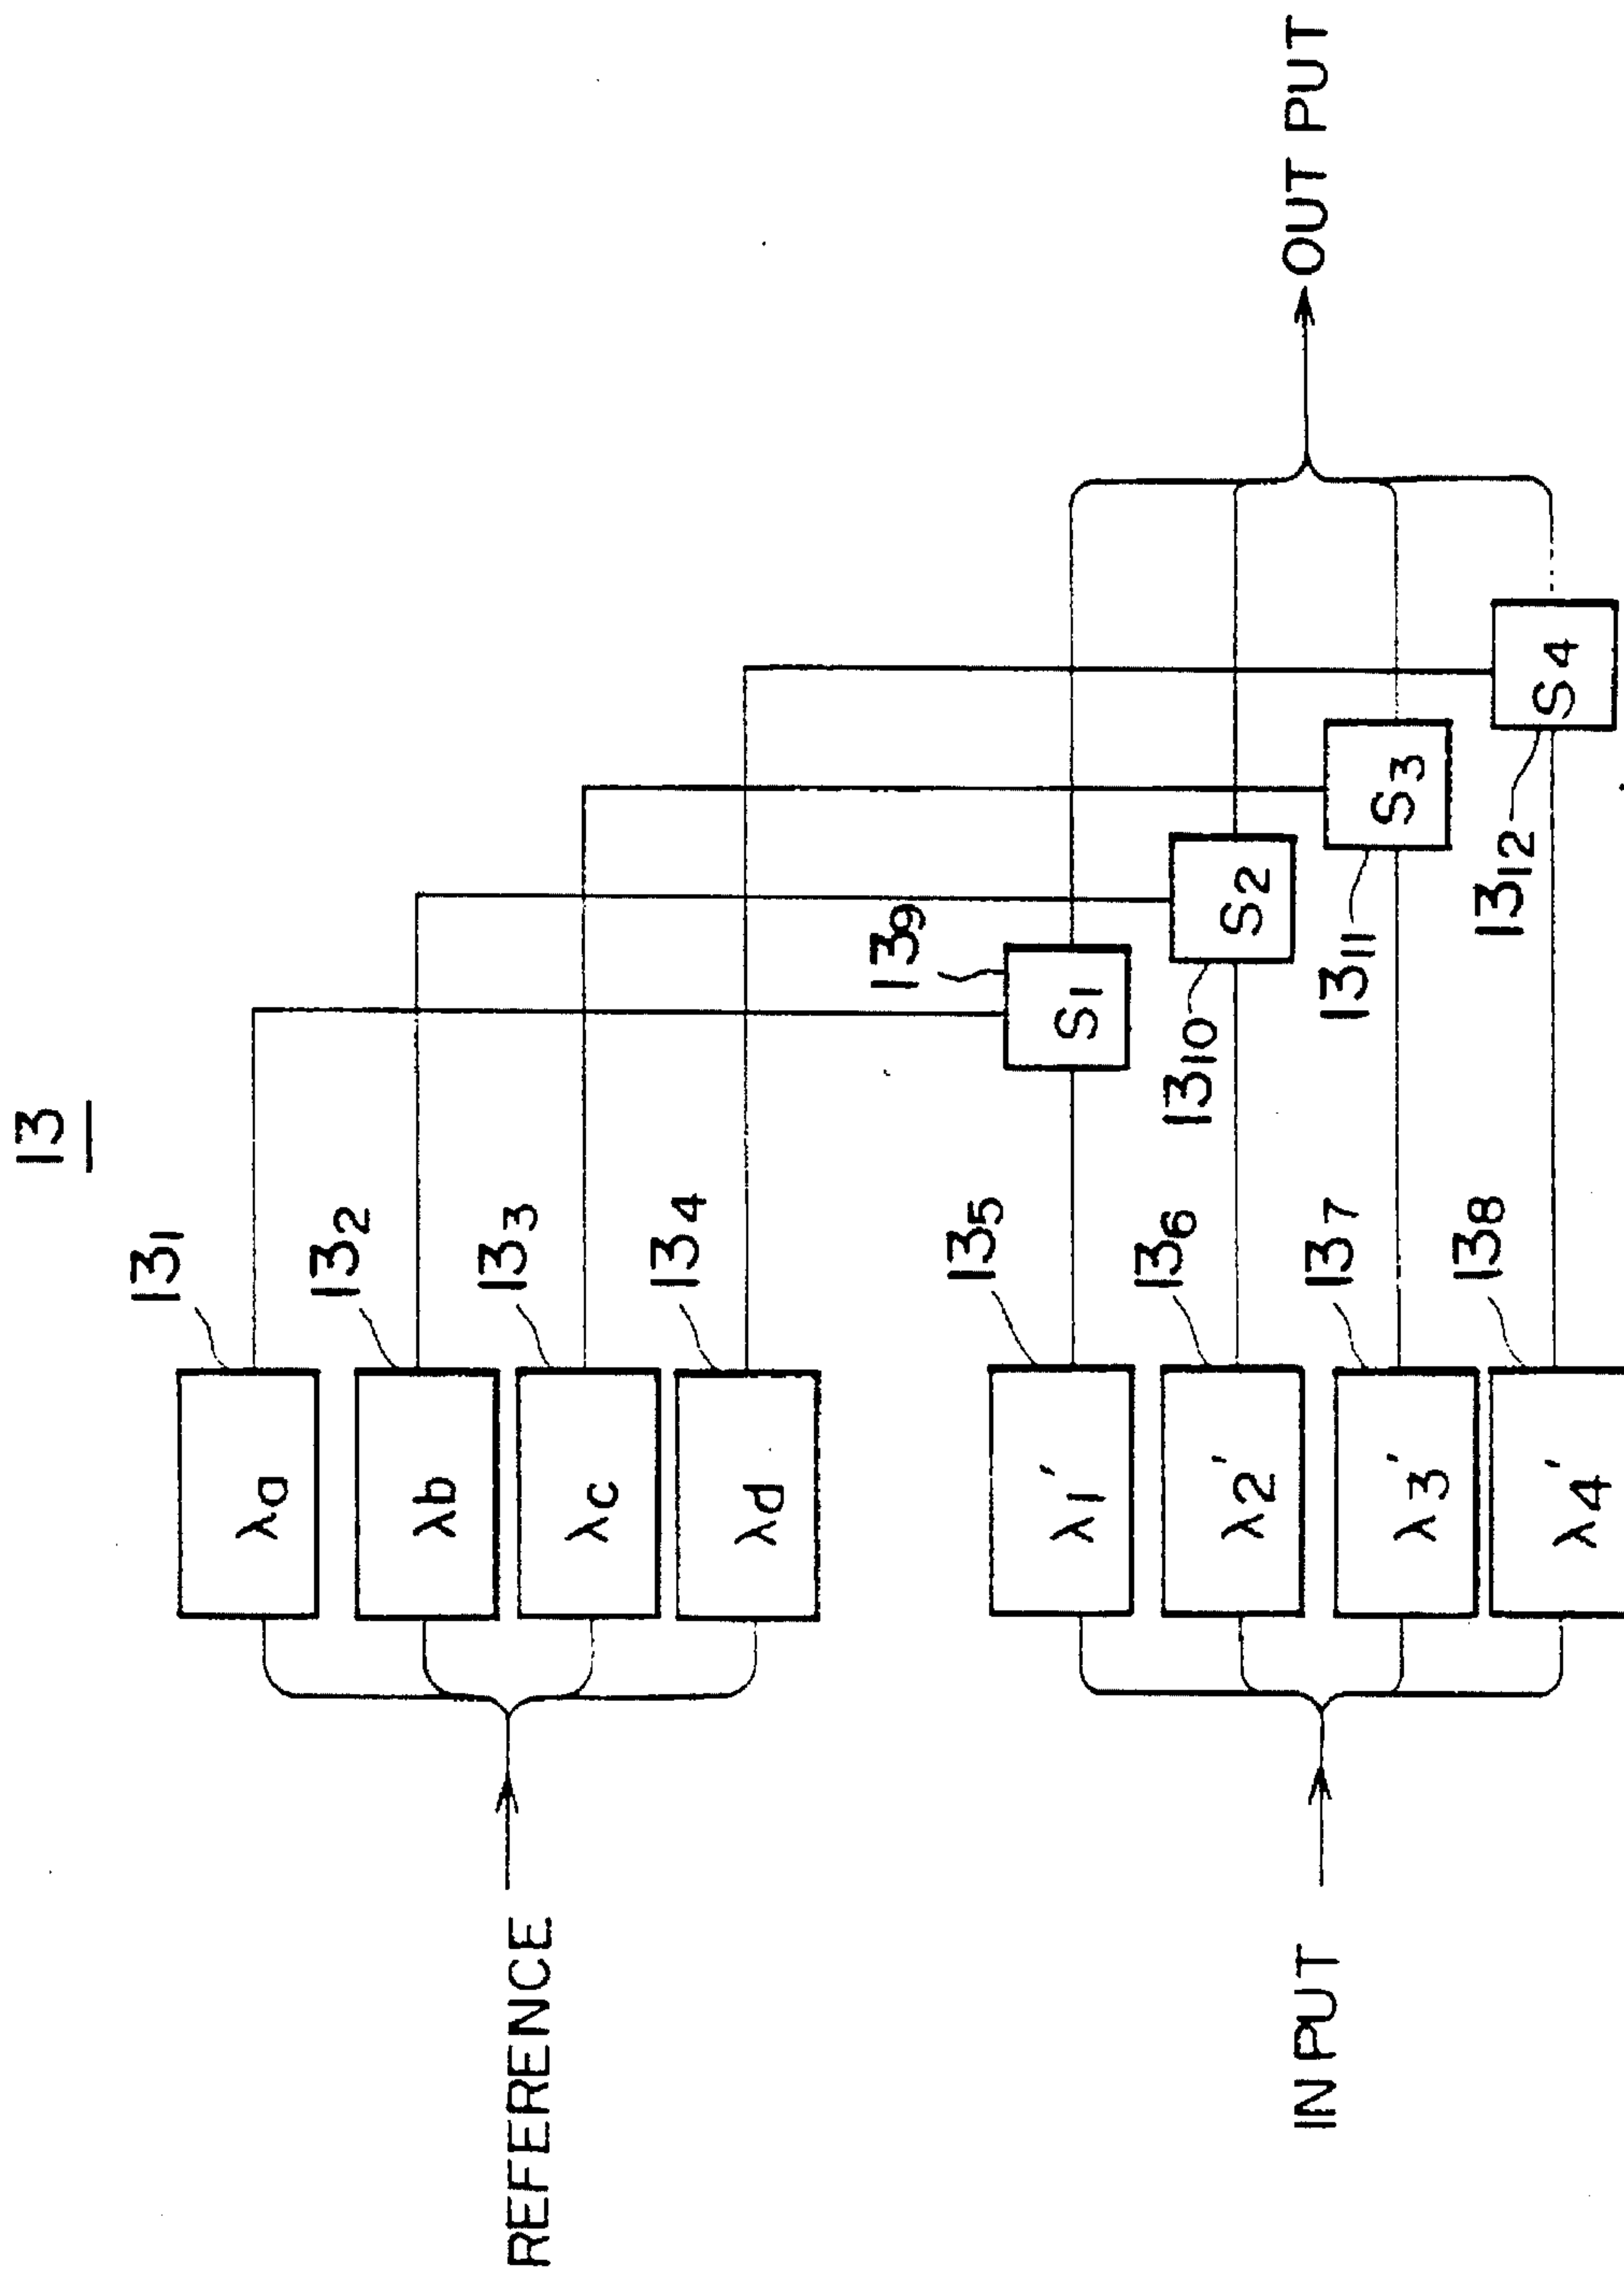 13
13₁
λa
13₂
λb
13₃
λc
13₄
λd
REFERENCE
13₅
λ1'
13₆
λ2'
13₇
λ3'
13₈
λ4'
INPUT
13₉
S1
13₁₀
S2
13₁₁
S3
13₁₂
S4
OUT PUT